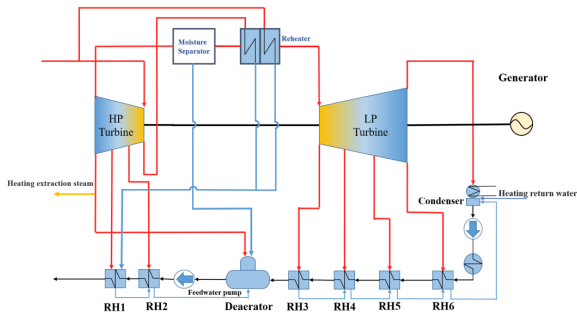 Moisture
Separator
Reheater
Generator
HP
Turbine
LP
Turbine
Heating extraction steam
Condenser
Heating return water
Feedwater pump
RH1
RH2
Deaerator
RH3
RH4
RH5
RH6